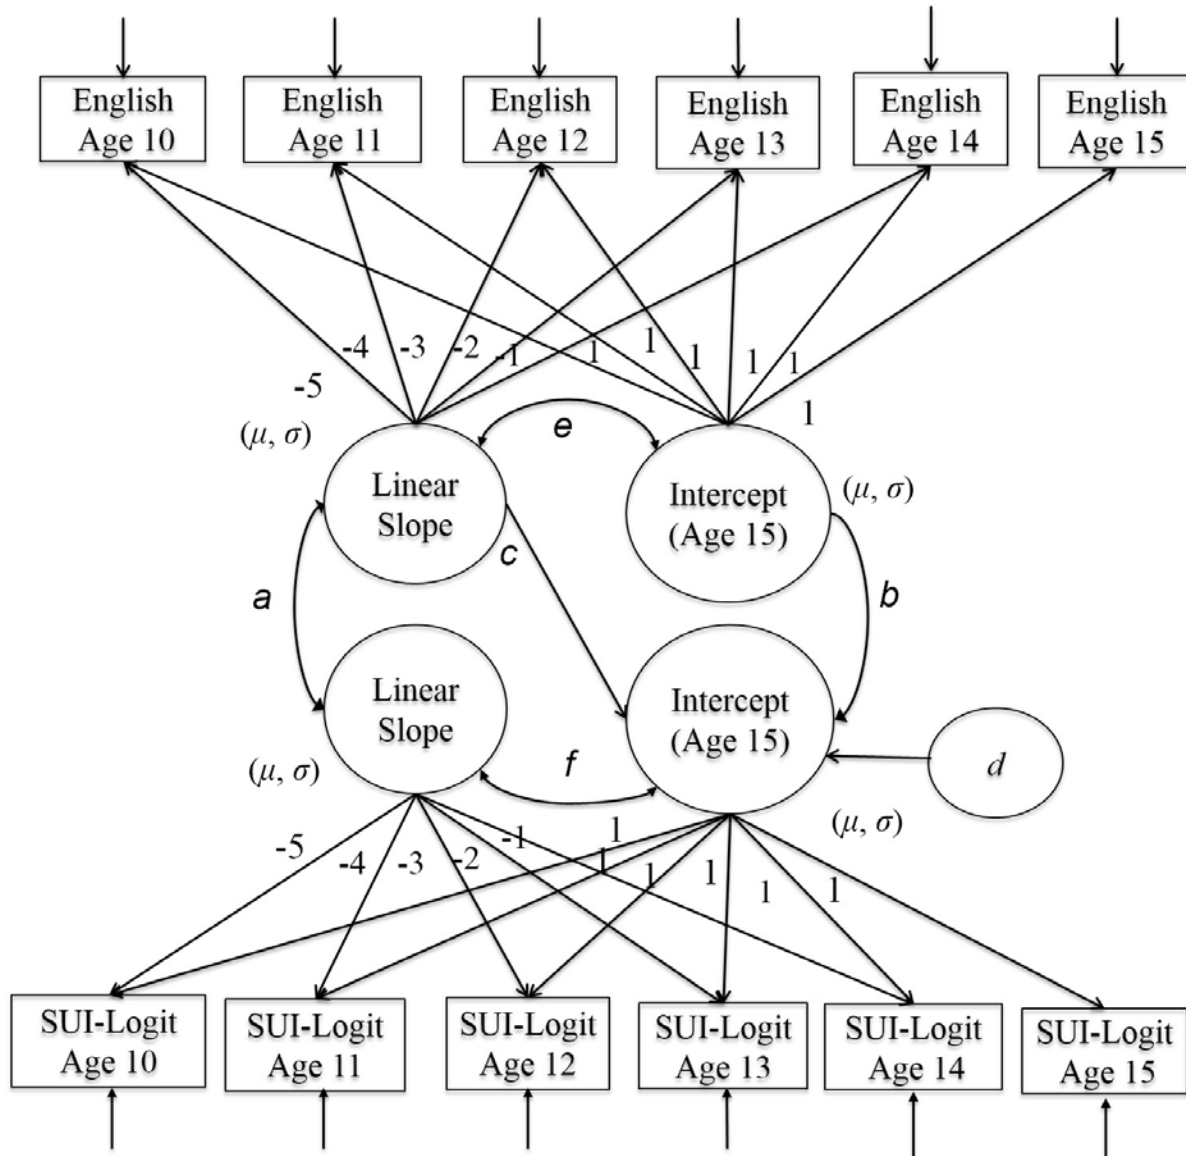 English
Age 10
English
Age 11
English
Age 12
English
Age 13
English
Age 14
English
Age 15
-5
-4
-3
-2
-1
1
1
1
1
1
1
(μ, σ)
e
Linear
Slope
Intercept
(Age 15)
(μ, σ)
a
c
b
Linear
Slope
Intercept
(Age 15)
d
(μ, σ)
f
(μ, σ)
-5
-4
-3
-2
-1
1
1
1
1
1
1
SUI-Logit
Age 10
SUI-Logit
Age 11
SUI-Logit
Age 12
SUI-Logit
Age 13
SUI-Logit
Age 14
SUI-Logit
Age 15